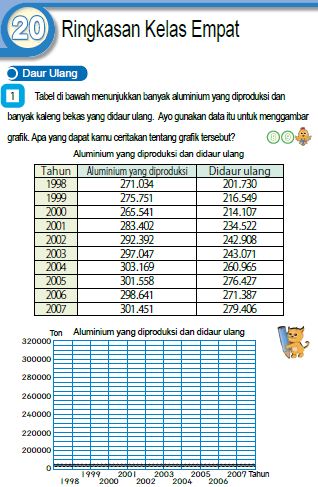 20 Ringkasan Kelas Empat
Daur Ulang
1 Tabel di bawah menunjukkan banyak aluminium yang diproduksi dan
banyak kaleng bekas yang didaur ulang. Ayo gunakan data itu untuk menggambar
grafik. Apa yang dapat kamu ceritakan tentang grafik tersebut?
Aluminium yang diproduksi dan didaur ulang
Tahun Aluminium yang diproduksi Didaur ulang
1998 271.034 201.730
1999 275.751 216.549
2000 265.541 214.107
2001 283.402 234.522
2002 292.392 242.908
2003 297.047 243.071
2004 303.169 260.965
2005 301.558 276.427
2006 298.641 271.387
2007 301.451 279.406
Ton Aluminium yang diproduksi dan didaur ulang
320000
300000
280000
260000
240000
220000
200000
0
1999 2001 2003 2005 2007 Tahun
1998 2000 2002 2004 2006